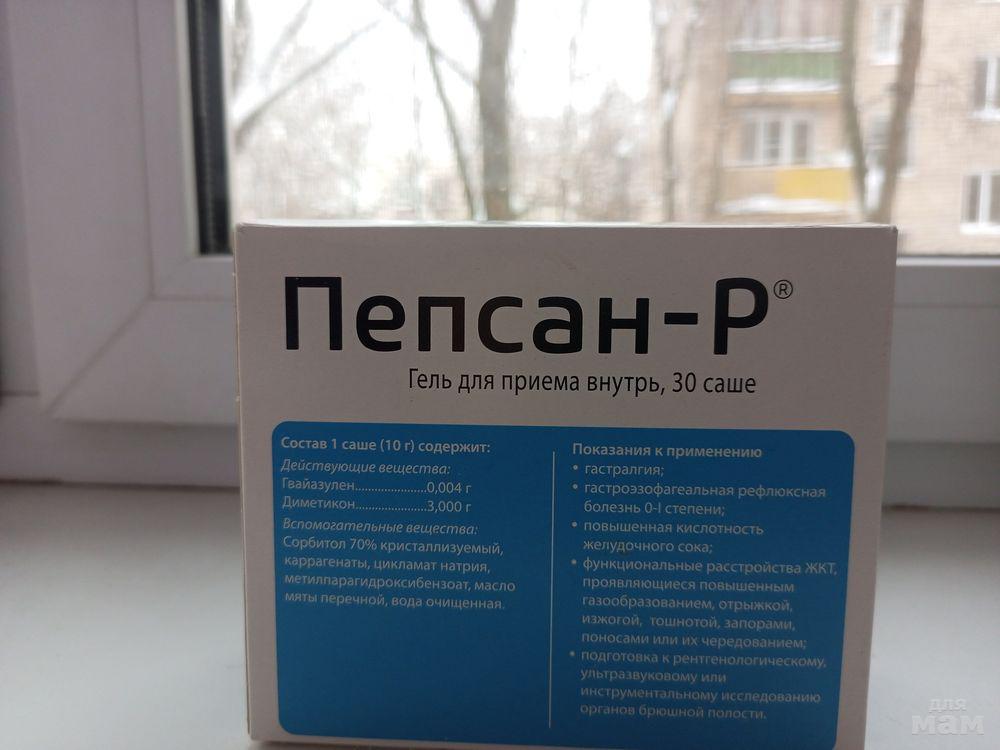 Пепсан-Р®
Гель для приема внутрь, 30 саше
Состав 1 саше (10 г) содержит:
Действующие вещества:
Гвайазулен......................0,004 г
Диметикон......................3,000 г
Вспомогательные вещества:
Сорбитол 70% кристаллизуемый,
каррагенаты, цикламат натрия,
метилпарагидроксибензоат, масло
мяты перечной, вода очищенная.
Показания к применению
• гастралгия;
• гастроэзофагеальная рефлюксная
болезнь 0-I степени;
• повышенная кислотность
желудочного сока;
• функциональные расстройства ЖКТ,
проявляющиеся повышенным
газообразованием, отрыжкой,
изжогой, тошнотой, запорами,
поносами или их чередованием;
• подготовка к рентгенологическому,
ультразвуковому или
инструментальному исследованию
органов брюшной полости.
для
мам